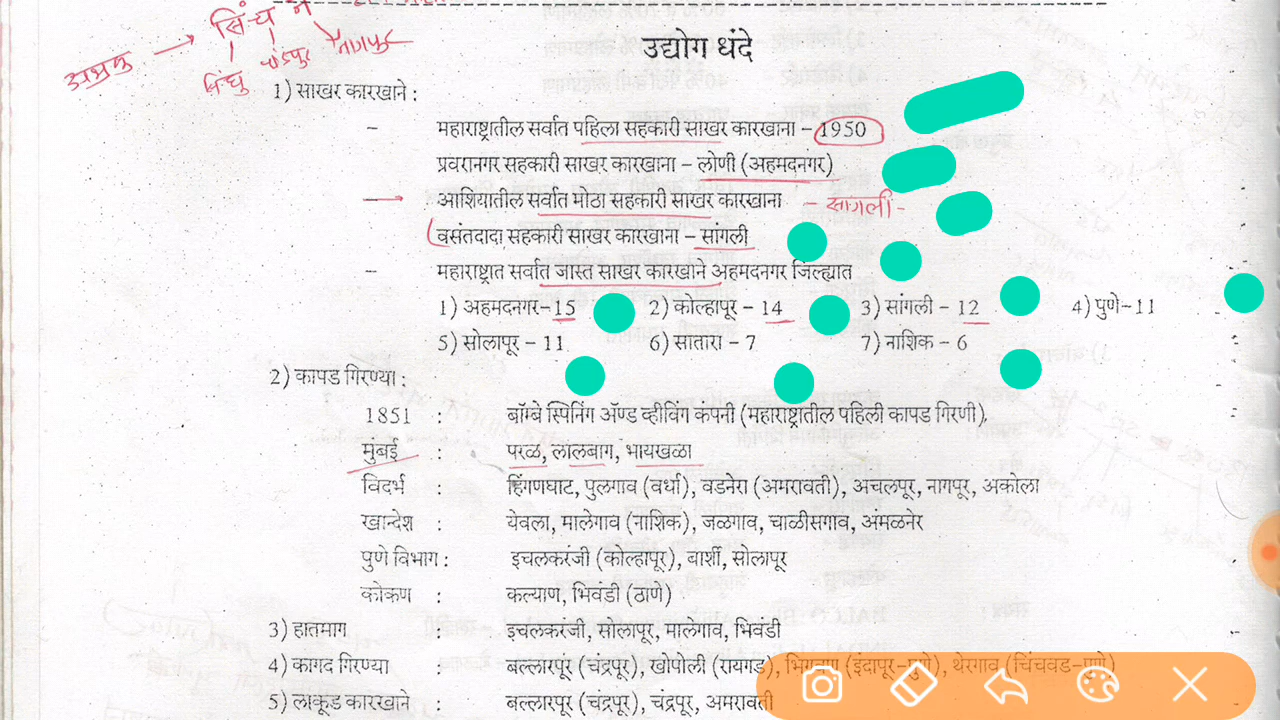 सिं चं न
अभ्रक → सिंधु चंद्रपूर नागपूर
उद्योग धंदे
1) साखर कारखाने :
– महाराष्ट्रातील सर्वात पहिला सहकारी साखर कारखाना – 1950
प्रवरानगर सहकारी साखर कारखाना – लोणी (अहमदनगर)
→ आशियातील सर्वात मोठा सहकारी साखर कारखाना – सांगली –
वसंतदादा सहकारी साखर कारखाना – सांगली
– महाराष्ट्रात सर्वात जास्त साखर कारखाने अहमदनगर जिल्ह्यात
1) अहमदनगर–15 2) कोल्हापूर – 14 3) सांगली – 12 4) पुणे–11
5) सोलापूर – 11 6) सातारा – 7 7) नाशिक – 6
2) कापड गिरण्या :
1851 : बॉम्बे स्पिनिंग ॲण्ड व्हीविंग कंपनी (महाराष्ट्रातील पहिली कापड गिरणी),
मुंबई : परळ, लालबाग, भायखळा
विदर्भ : हिंगणघाट, पुलगाव (वर्धा), वडनेरा (अमरावती), अचलपूर, नागपूर, अकोला
खान्देश : येवला, मालेगाव (नाशिक), जळगाव, चाळीसगाव, अंमळनेर
पुणे विभाग : इचलकरंजी (कोल्हापूर), बार्शी, सोलापूर
कोकण : कल्याण, भिवंडी (ठाणे)
3) हातमाग : इचलकरंजी, सोलापूर, मालेगाव, भिवंडी
4) कागद गिरण्या : बल्लारपूर (चंद्रपूर), खोपोली (रायगड), भिगवण (इंदापूर–पुणे), थेरगाव (चिंचवड–पुणे)
5) लाकूड कारखाने : बल्लारपूर (चंद्रपूर), चंद्रपूर, अमरावती